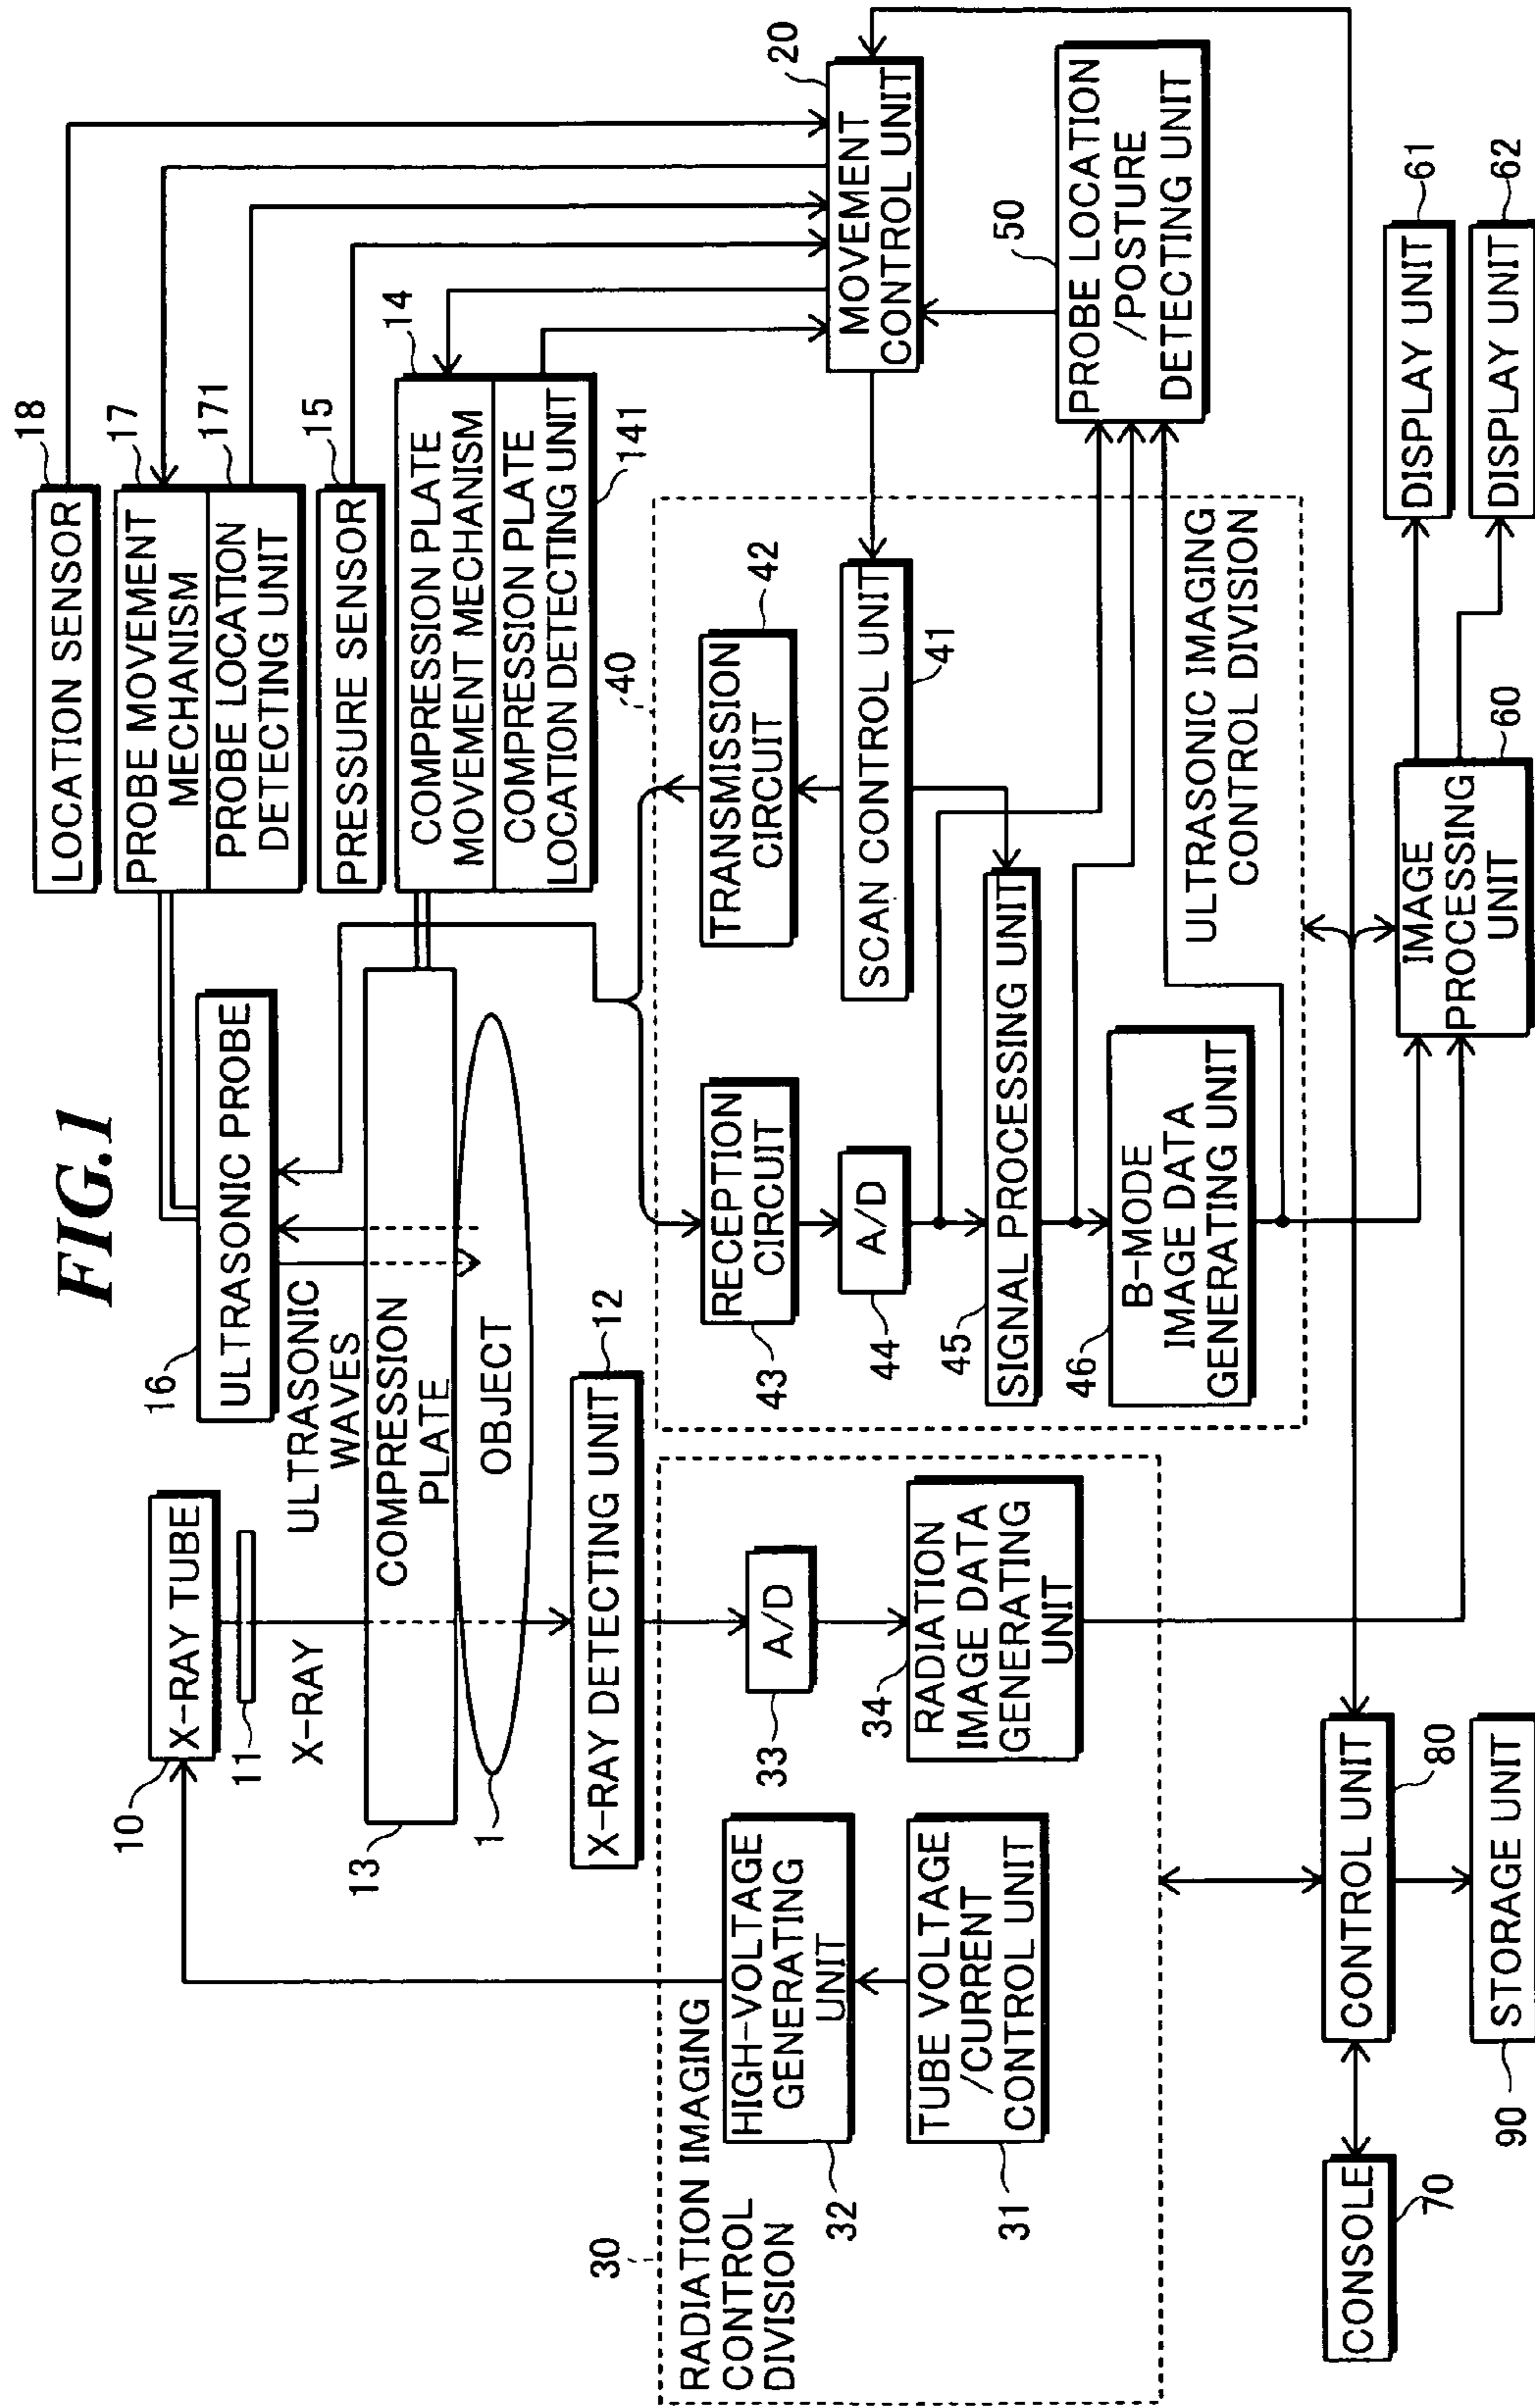 FIG.1
LOCATION SENSOR
18
PROBE MOVEMENT
MECHANISM
17
PROBE LOCATION
DETECTING UNIT
171
PRESSURE SENSOR
15
COMPRESSION PLATE
MOVEMENT MECHANISM
14
COMPRESSION PLATE
LOCATION DETECTING UNIT
141
X-RAY TUBE
10
11
X-RAY
16
ULTRASONIC PROBE
ULTRASONIC
WAVES
COMPRESSION
PLATE
13
OBJECT
1
X-RAY DETECTING UNIT
12
MOVEMENT
CONTROL UNIT
20
30
RADIATION IMAGING
CONTROL
DIVISION
HIGH-VOLTAGE
GENERATING
UNIT
32
TUBE VOLTAGE
/CURRENT
CONTROL UNIT
31
A/D
33
RADIATION
IMAGE DATA
GENERATING
UNIT
34
40
RECEPTION
CIRCUIT
43
TRANSMISSION
CIRCUIT
42
A/D
44
SCAN CONTROL UNIT
41
SIGNAL PROCESSING UNIT
45
B-MODE
IMAGE DATA
GENERATING UNIT
46
ULTRASONIC IMAGING
CONTROL DIVISION
50
PROBE LOCATION
/POSTURE
DETECTING UNIT
CONSOLE
70
CONTROL UNIT
80
STORAGE UNIT
90
IMAGE
PROCESSING
UNIT
60
DISPLAY UNIT
61
DISPLAY UNIT
62